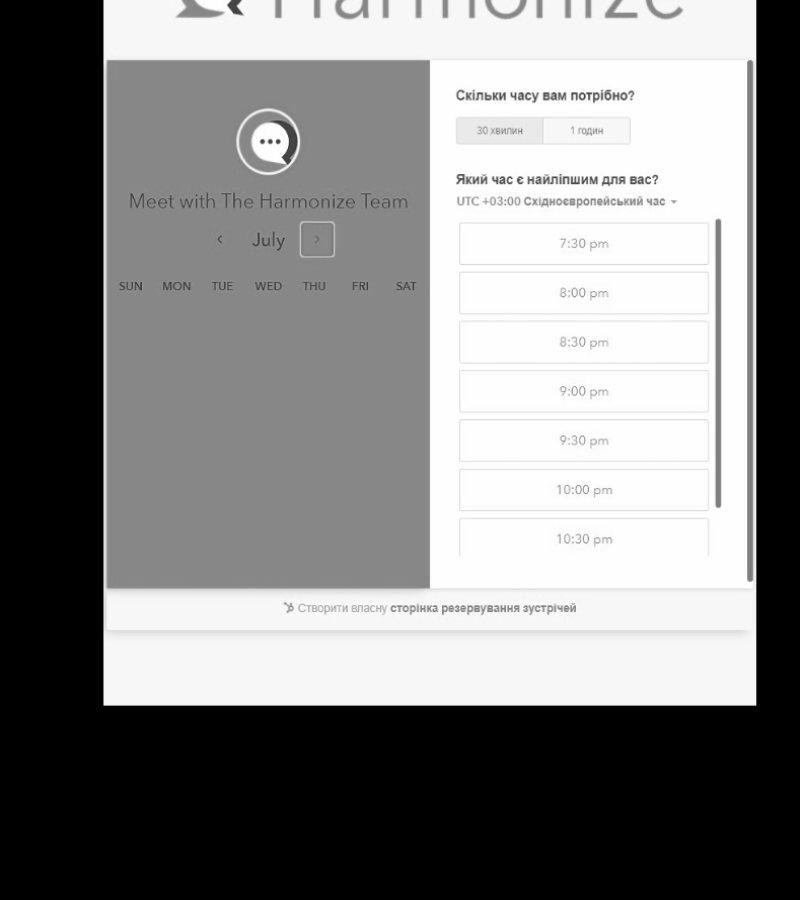 Harmonize
Meet with The Harmonize Team
July
SUN MON TUE WED THU FRI SAT
Скільки часу вам потрібно?
30 хвилин 1 годин
Який час є найліпшим для вас?
UTC +03:00 Східноєвропейський час
7:30 pm
8:00 pm
8:30 pm
9:00 pm
9:30 pm
10:00 pm
10:30 pm
Створити власну сторінка резервування зустрічей